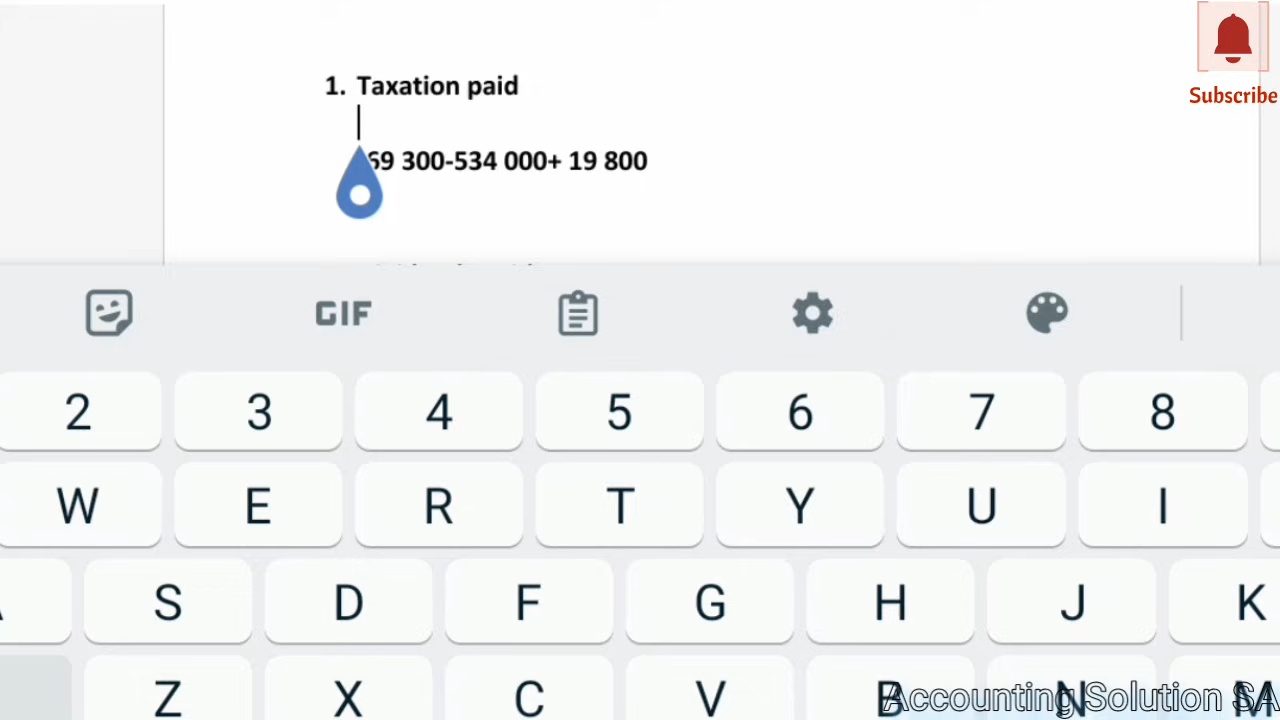 1. Taxation paid
Subscribe
69 300-534 000+ 19 800
GIF
2 3 4 5 6 7 8
W E R T Y U I
S D F G H J K
Z X C V B N M
Accounting Solution SA